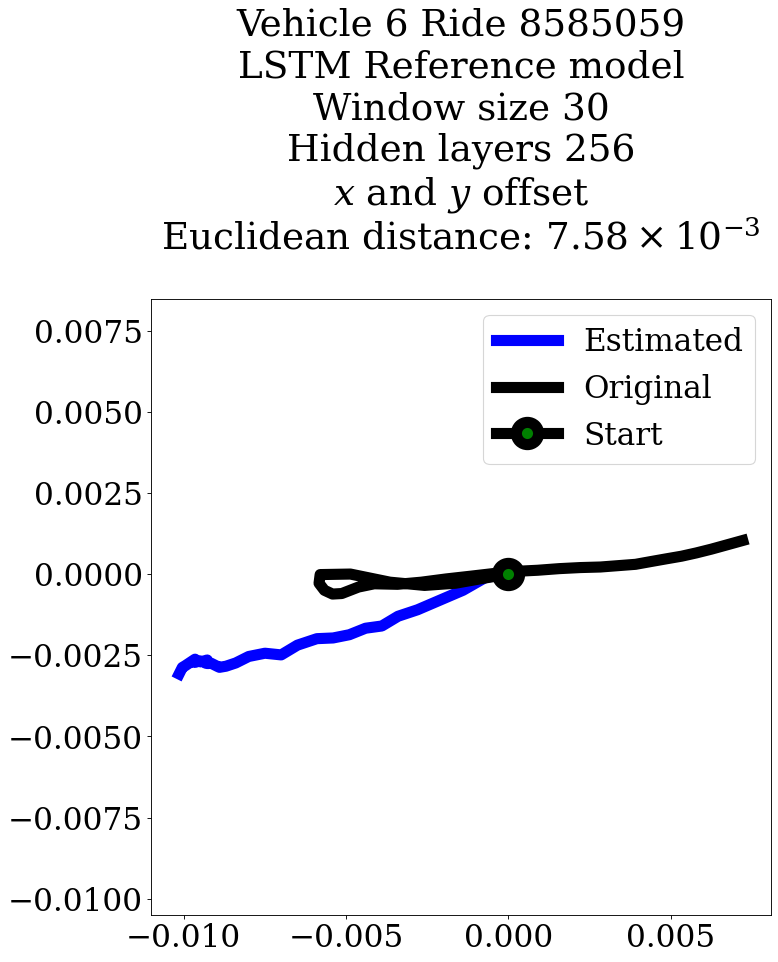 Vehicle 6 Ride 8585059
LSTM Reference model
Window size 30
Hidden layers 256
x and y offset
Euclidean distance: 7.58 × 10⁻³
Estimated
Original
Start
0.0075
0.0050
0.0025
0.0000
−0.0025
−0.0050
−0.0075
−0.0100
−0.010 −0.005 0.000 0.005